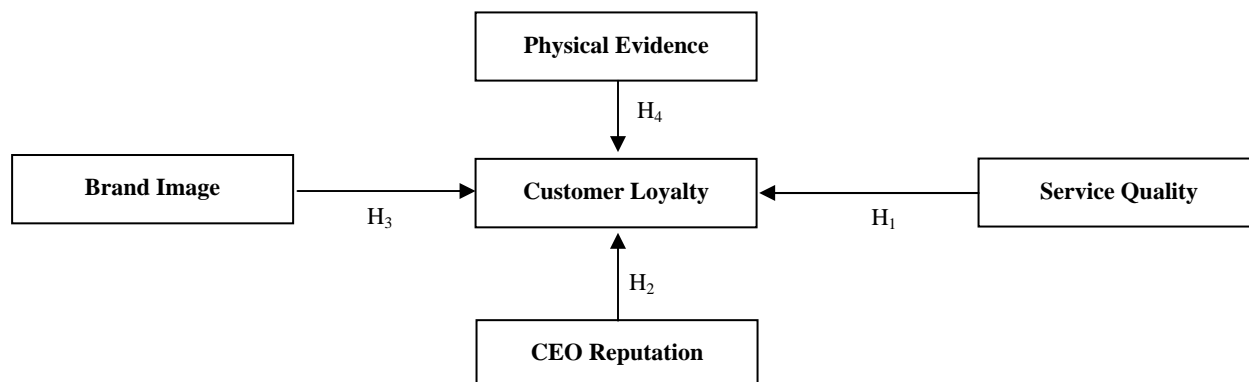 Physical Evidence
H₄
Brand Image
Customer Loyalty
Service Quality
H₃
H₁
H₂
CEO Reputation